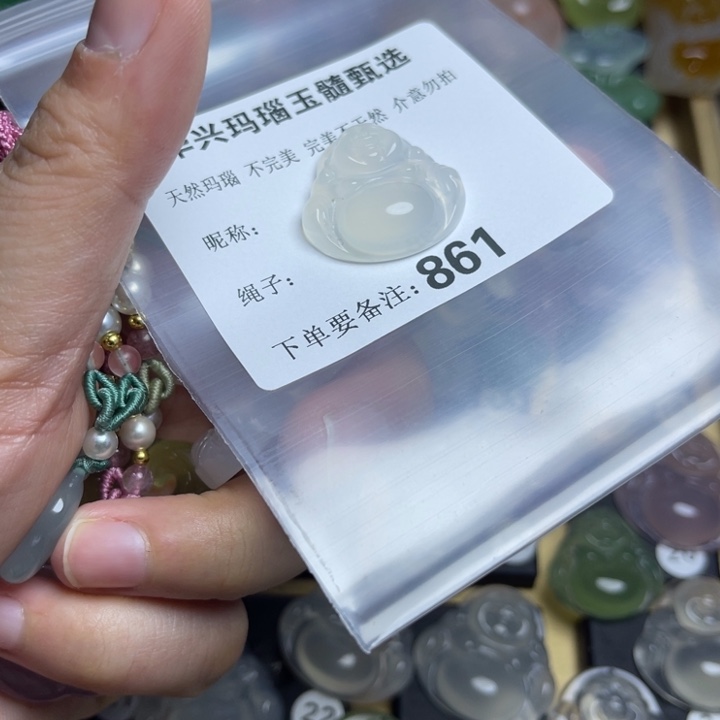 兴玛瑙玉髓甄选
天然玛瑙 不完美 完美不天然 介意勿拍
昵称:
绳子:
下单要备注:861
22